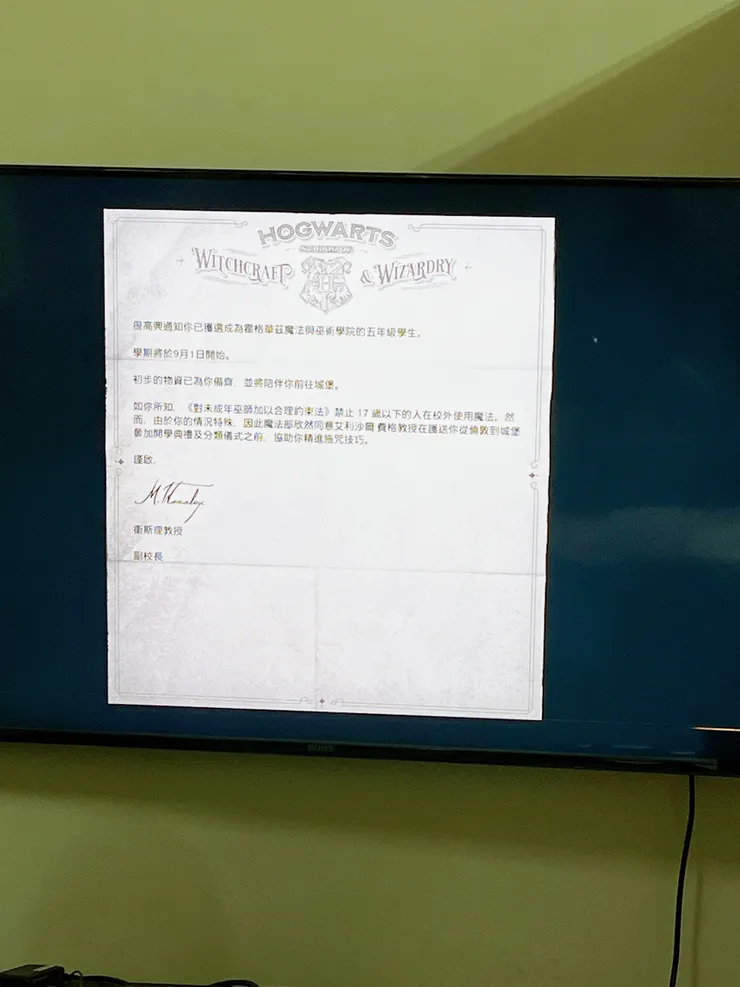 HOGWARTS
WITCHCRAFT & WIZARDRY
很高興通知你已獲選成為霍格華茲魔法與巫術學院的五年級學生。
學期將於9月1日開始。
初步的物資已為你備齊，並將陪伴你前往城堡。
如你所知，《對未成年巫師加以合理約束法》禁止 17 歲以下的人在校外使用魔法。然
而，由於你的情況特殊，因此魔法部欣然同意艾利沙爾·費格教授在護送你從倫敦到城堡
參加開學典禮及分類儀式之前，協助你精進施咒技巧。
謹啟，
衛斯理教授
副校長